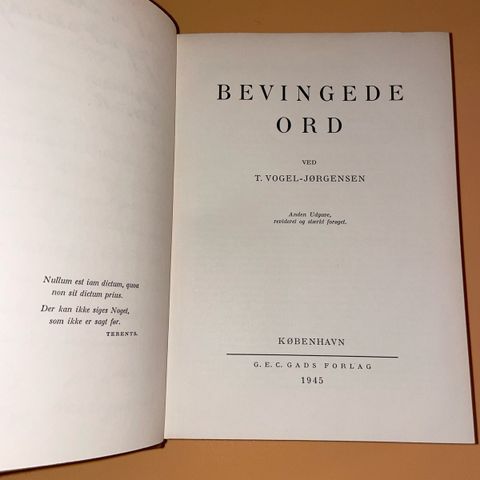 Nullum est iam dictum, quod
non sit dictum prius.
Der kan ikke siges Noget,
som ikke er sagt før.
TERENTS.
BEVINGEDE
ORD
VED
T. VOGEL-JØRGENSEN
Anden Udgave,
revideret og stærkt forøget.
KØBENHAVN
G. E. C. GADS FORLAG
1945